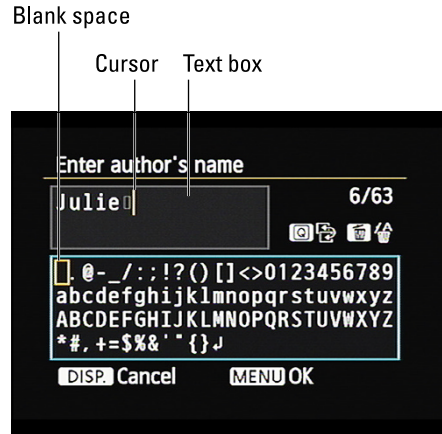 Blank space
Cursor Text box
Enter author's name
Julie
6/63
Q
. @-_/:;!?()[]<>0123456789
abcdefghijklmnopqrstuvwxyz
ABCDEFGHIJKLMNOPQRSTUVWXYZ
*#,+=$%&'"{}↵
DISP. Cancel MENU OK